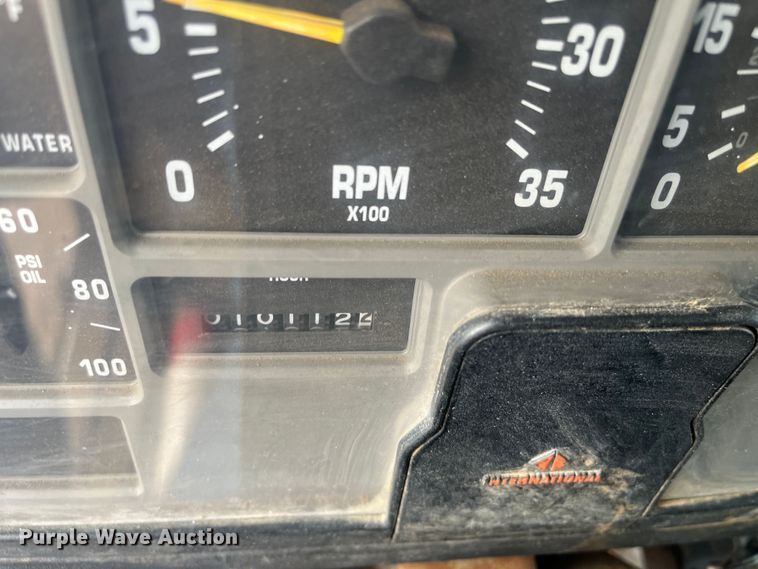 °F
5
30
15
WATER
5
0
0
RPM
X100
35
0
60
PSI
OIL
80
100
INTERNATIONAL
Purple Wave Auction